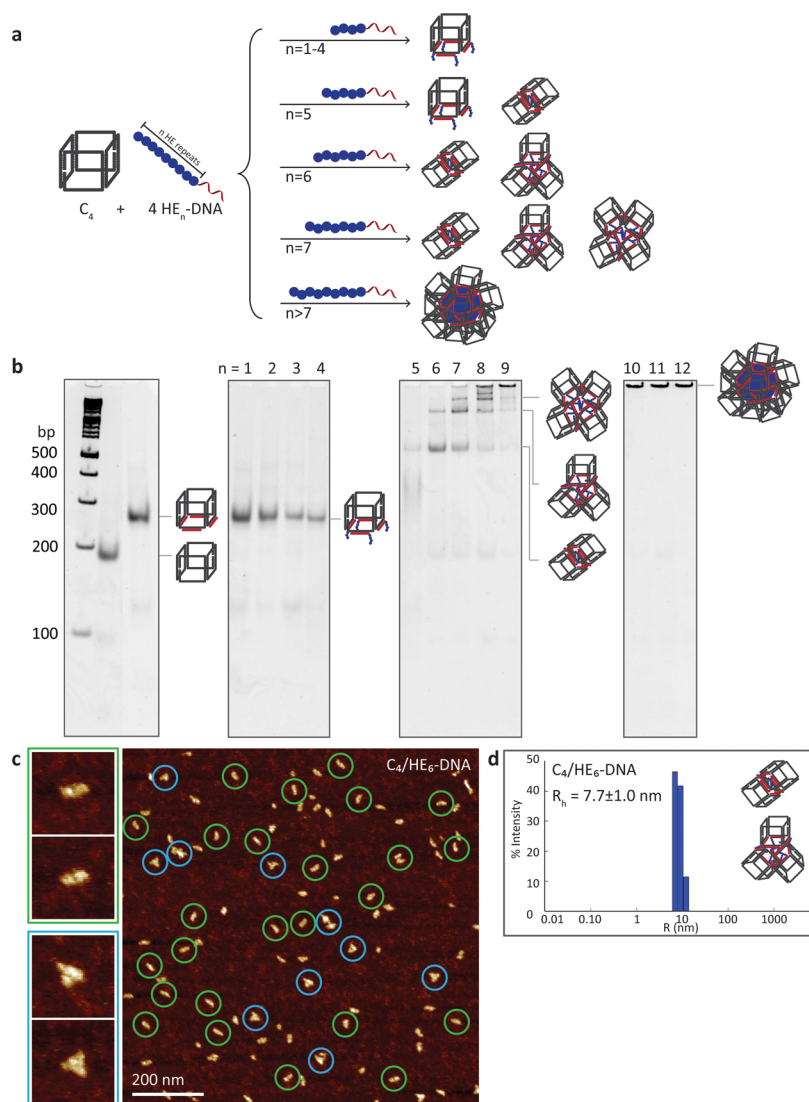 a
n=1-4
n=5
n HE repeats
n=6
C4 + 4 HEn-DNA
n=7
n>7
b
n = 1 2 3 4
5 6 7 8 9
10 11 12
bp
500
400
300
200
100
c
C4/HE6-DNA
200 nm
d
C4/HE6-DNA
Rh = 7.7±1.0 nm
% Intensity
50
40
30
20
10
0
0.01 0.10 1 10 100 1000
R (nm)